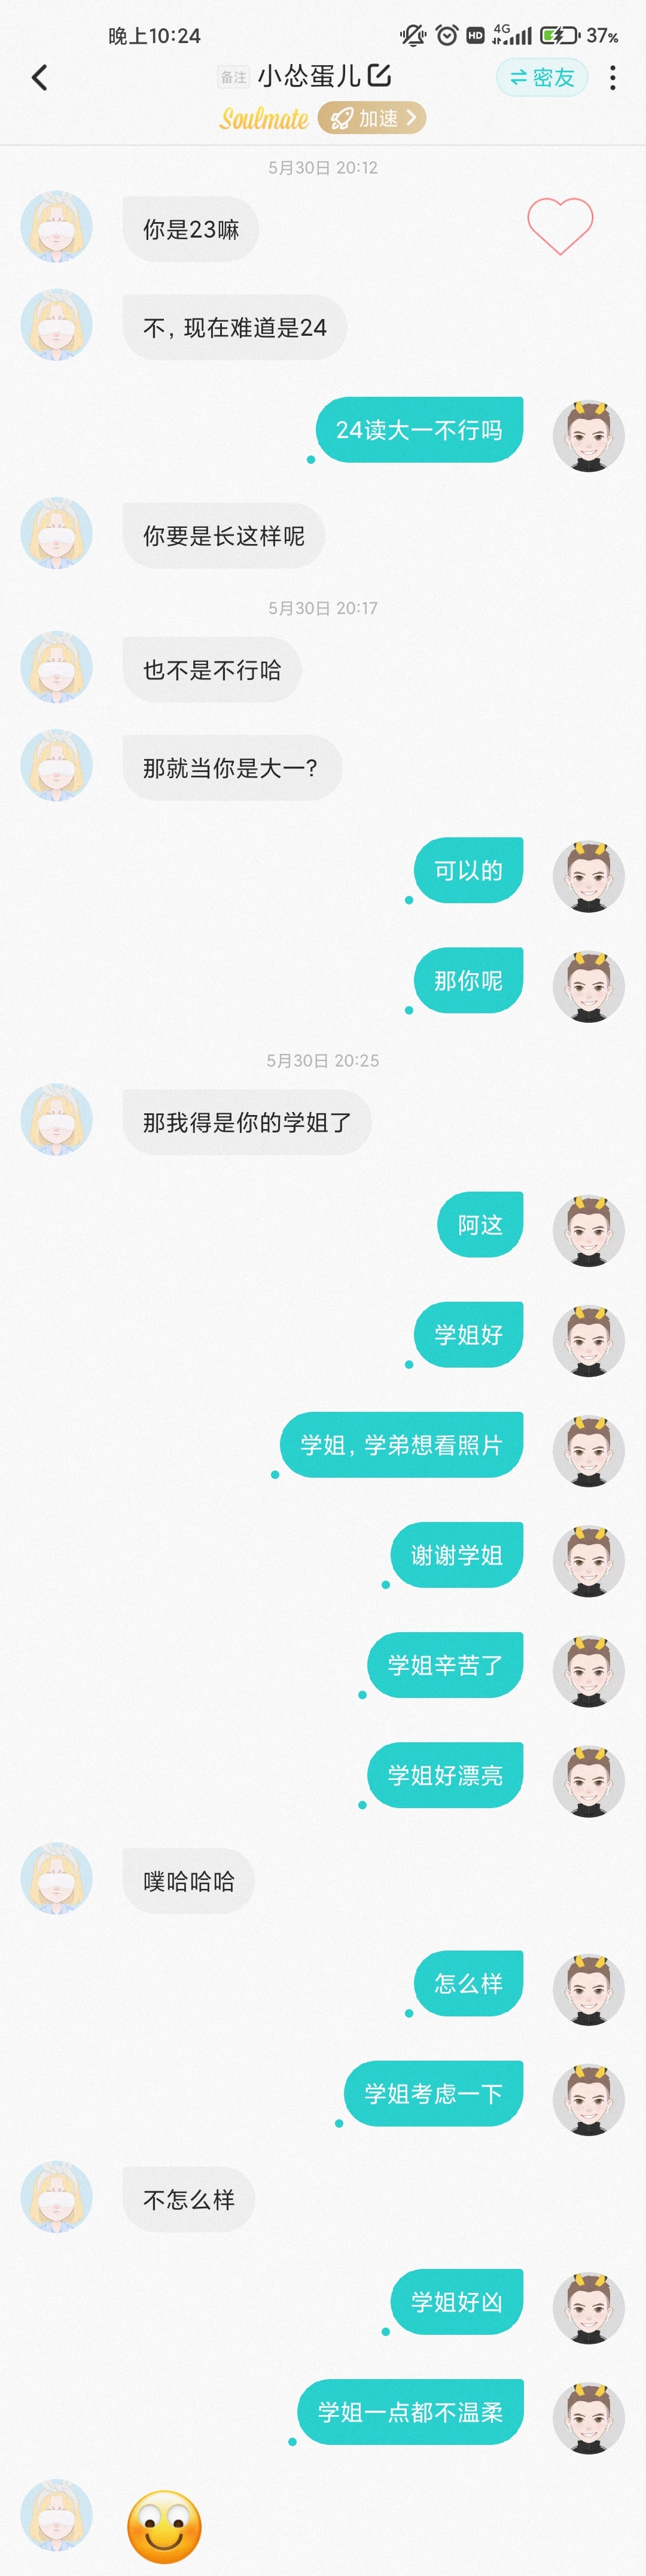 晚上10:24
HD
4G
37%
备注 小怂蛋儿
密友
Soulmate
加速
5月30日 20:12
你是23嘛
不，现在难道是24
24读大一不行吗
你要是长这样呢
5月30日 20:17
也不是不行哈
那就当你是大一?
可以的
那你呢
5月30日 20:25
那我得是你的学姐了
阿这
学姐好
学姐，学弟想看照片
谢谢学姐
学姐辛苦了
学姐好漂亮
噗哈哈哈
怎么样
学姐考虑一下
不怎么样
学姐好凶
学姐一点都不温柔